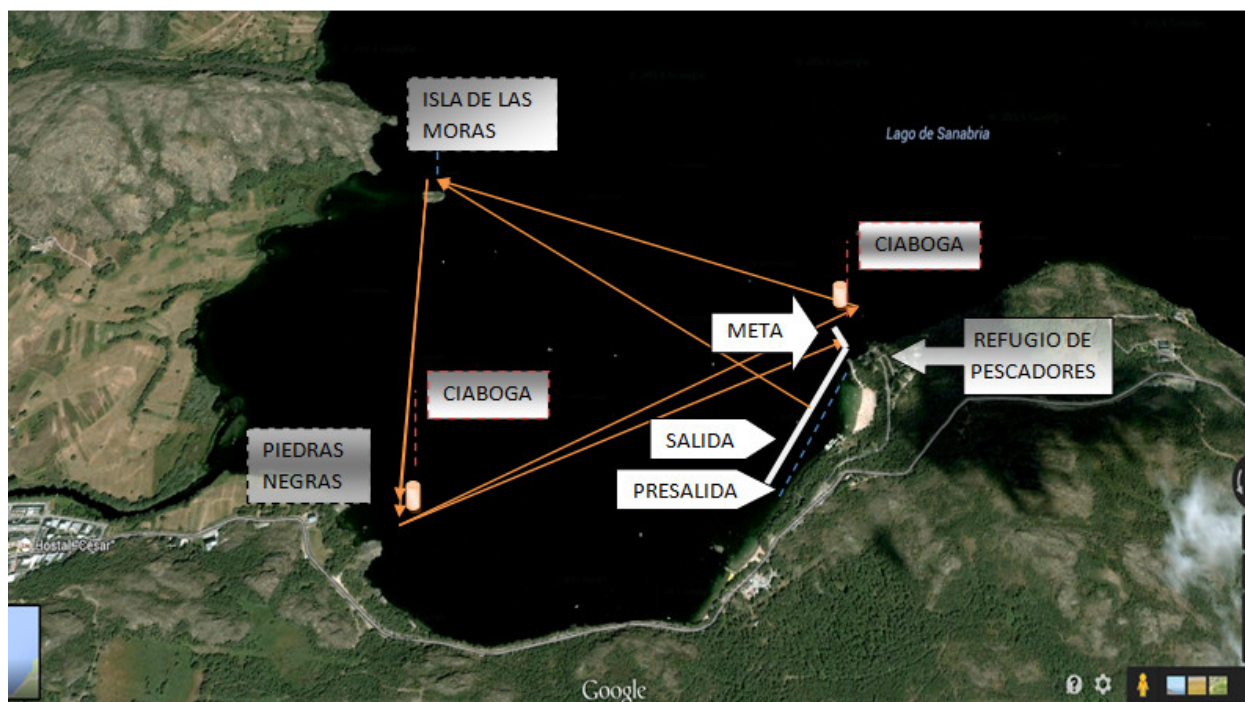 ISLA DE LAS
MORAS
Lago de Sanabria
CIABOGA
META
REFUGIO DE
PESCADORES
CIABOGA
SALIDA
PIEDRAS
NEGRAS
PRESALIDA
Hostal "Cesar"
Google